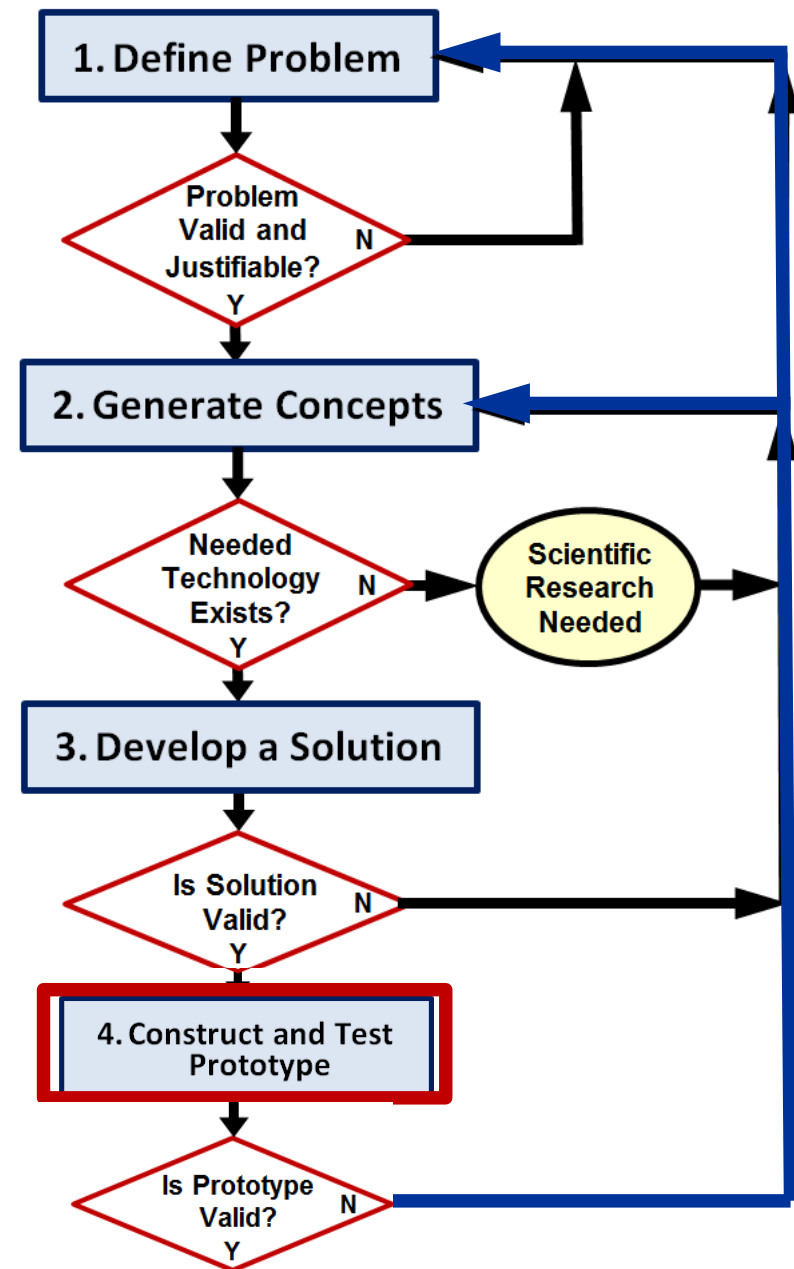 1. Define Problem
Problem
Valid and
Justifiable?
N
Y
2. Generate Concepts
Needed
Technology
Exists?
N
Y
Scientific
Research
Needed
3. Develop a Solution
Is Solution
Valid?
N
Y
4. Construct and Test
Prototype
Is Prototype
Valid?
N
Y